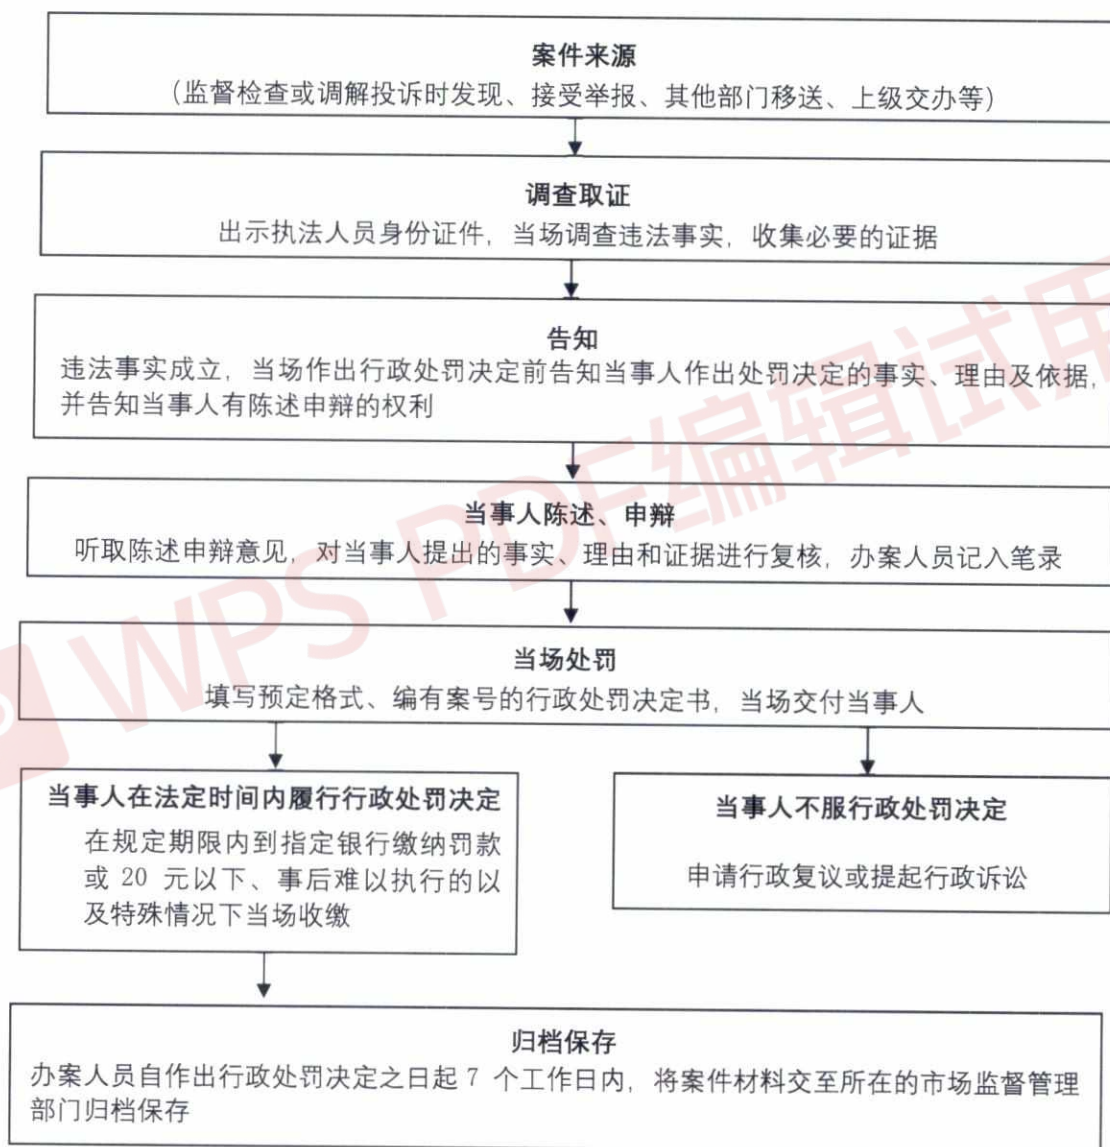 案件来源
（监督检查或调解投诉时发现、接受举报、其他部门移送、上级交办等）
调查取证
出示执法人员身份证件，当场调查违法事实，收集必要的证据
告知
违法事实成立，当场作出行政处罚决定前告知当事人作出处罚决定的事实、理由及依据，
并告知当事人有陈述申辩的权利
当事人陈述、申辩
听取陈述申辩意见，对当事人提出的事实、理由和证据进行复核，办案人员记入笔录
当场处罚
填写预定格式、编有案号的行政处罚决定书，当场交付当事人
当事人在法定时间内履行行政处罚决定
在规定期限内到指定银行缴纳罚款
或 20 元以下、事后难以执行的以
及特殊情况下当场收缴
当事人不服行政处罚决定
申请行政复议或提起行政诉讼
归档保存
办案人员自作出行政处罚决定之日起 7 个工作日内，将案件材料交至所在的市场监督管理
部门归档保存
WPS PDF编辑试用